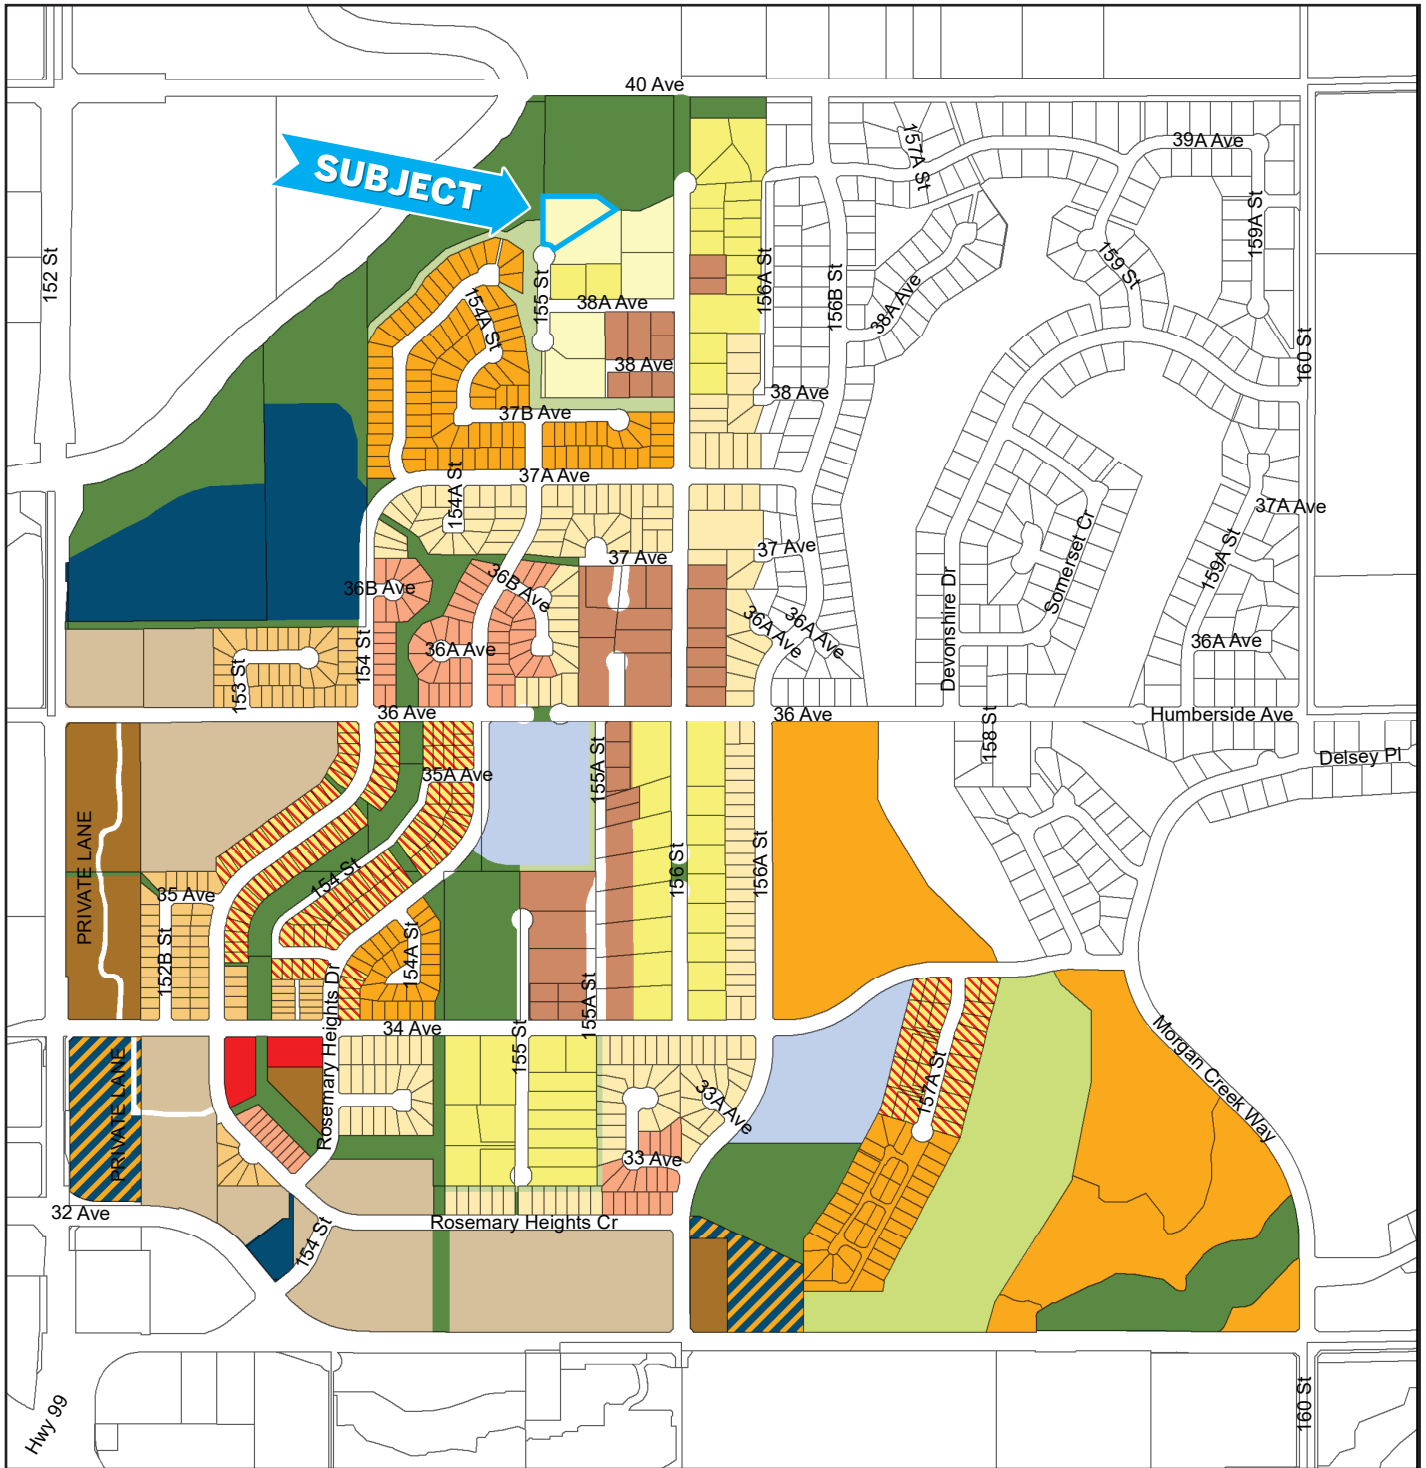 40 Ave
157A St
39A Ave
SUBJECT
159A St
152 St
155 St
156A St
156B St
38A Ave
159 St
154A St
38A Ave
160 St
38 Ave
38 Ave
37B Ave
37A Ave
154A St
37A Ave
37 Ave
37 Ave
Somerset Cr
159A St
36B Ave
36B Ave
Devonshire Dr
36A Ave
36A Ave
154 St
36A Ave
36A Ave
153 St
36 Ave
36 Ave
158 St
Humberside Ave
Delsey Pl
155A St
35A Ave
PRIVATE LANE
154 St
156 St
156A St
35 Ave
152B St
154A St
155A St
Rosemary Heights Dr
34 Ave
155 St
PRIVATE LANE
157A St
Morgan Creek Way
33A Ave
33 Ave
32 Ave
154 St
Rosemary Heights Cr
Hwy 99
160 St